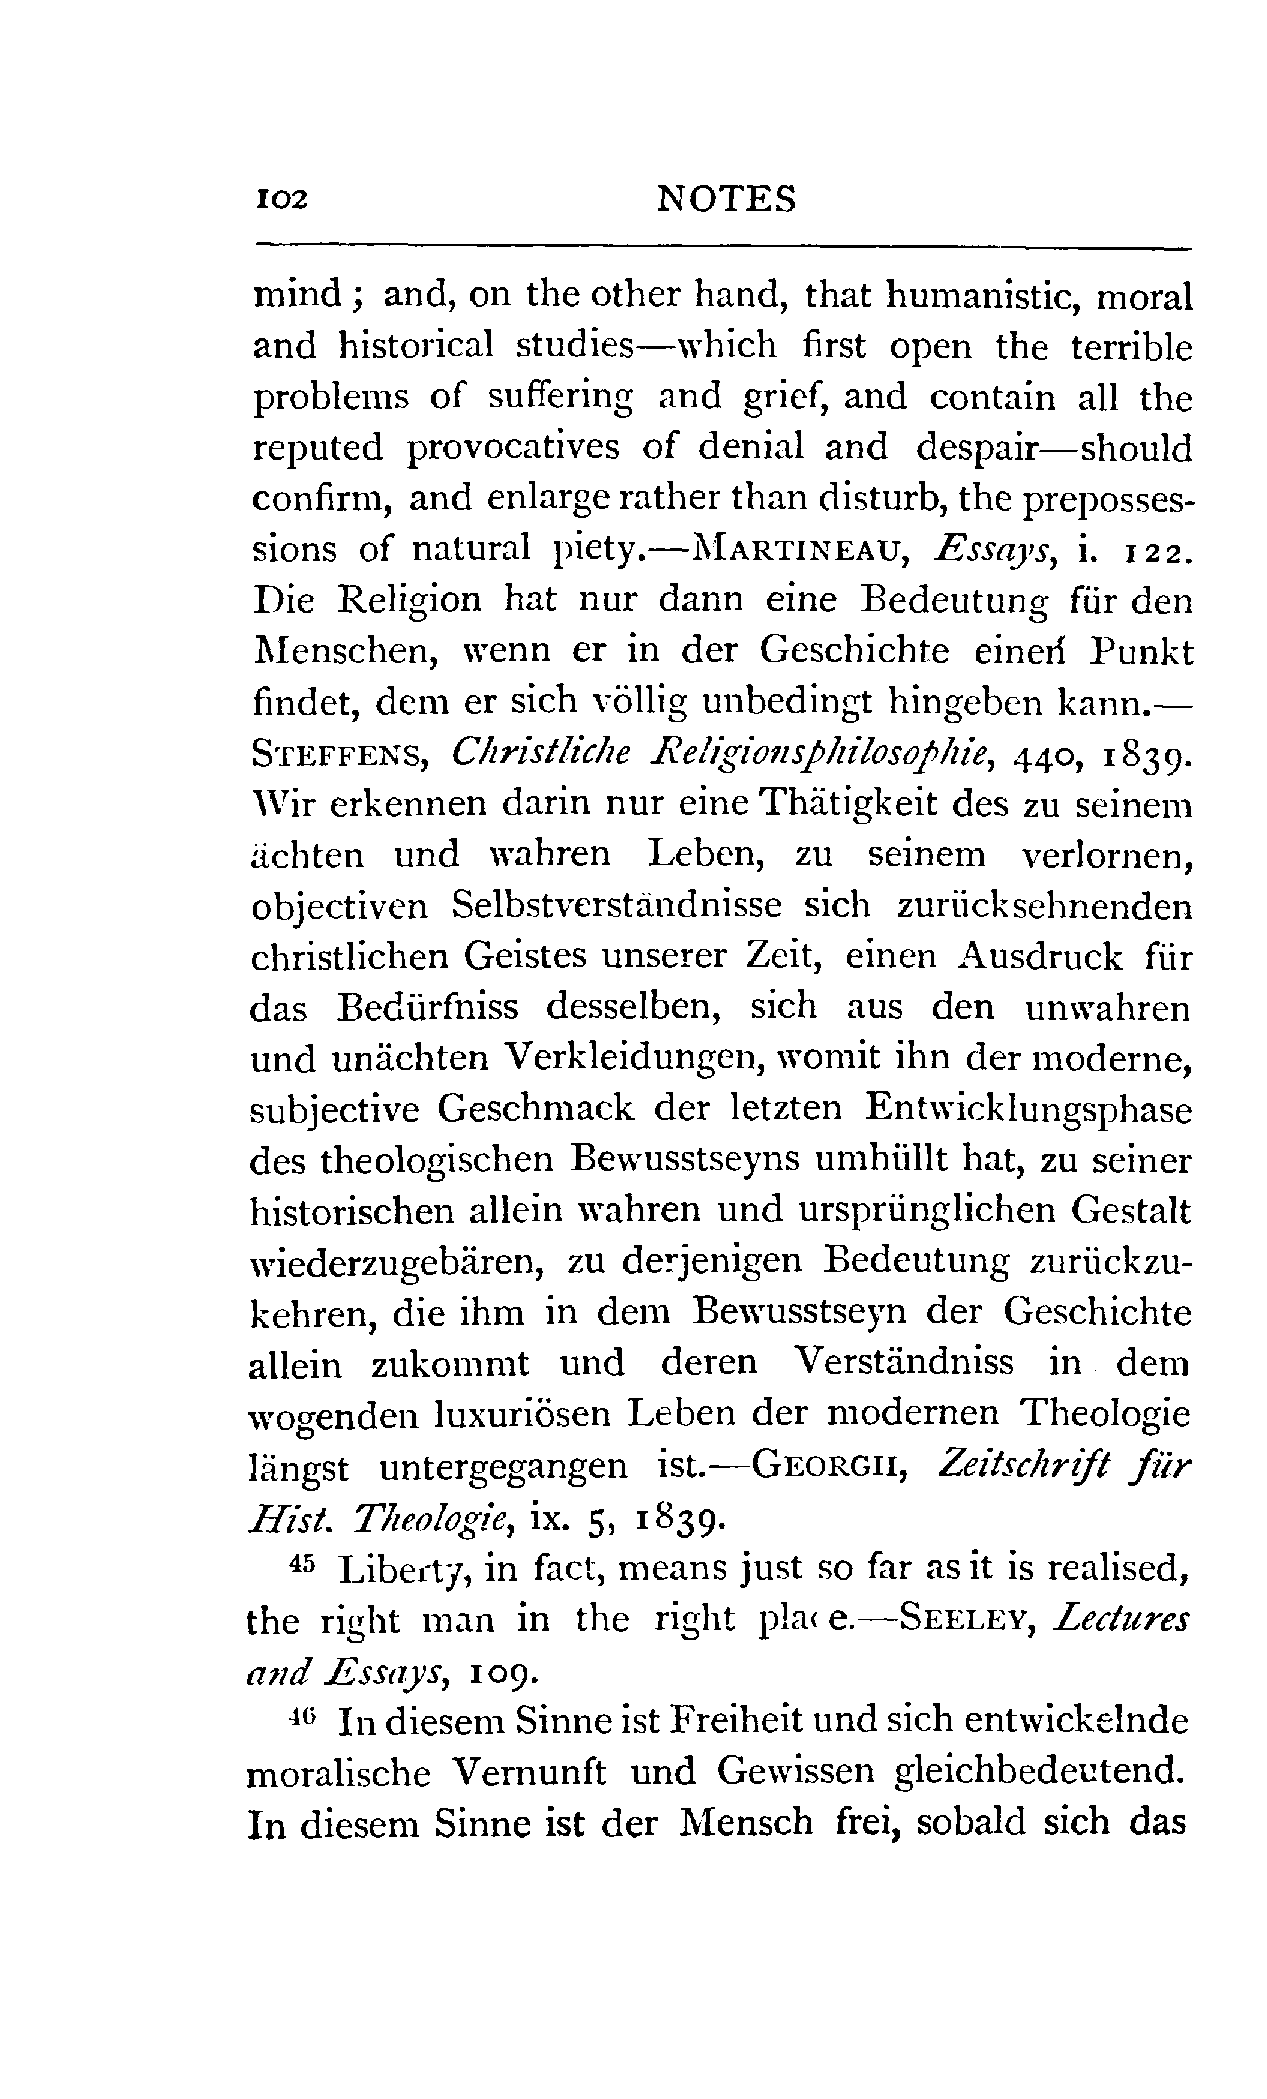 102 NOTES
mind ; and, on the other hand, that humanistic, moral
and historical studies—which first open the terrible
problems of suffering and grief, and contain all the
reputed provocatives of denial and despair—should
confirm, and enlarge rather than disturb, the preposses-
sions of natural piety.—MARTINEAU, Essays, i. 122.
Die Religion hat nur dann eine Bedeutung für den
Menschen, wenn er in der Geschichte einen Punkt
findet, dem er sich völlig unbedingt hingeben kann.—
STEFFENS, Christliche Religionsphilosophie, 440, 1839.
Wir erkennen darin nur eine Thätigkeit des zu seinem
ächten und wahren Leben, zu seinem verlornen,
objectiven Selbstverständnisse sich zurücksehnenden
christlichen Geistes unserer Zeit, einen Ausdruck für
das Bedürfniss desselben, sich aus den unwahren
und unächten Verkleidungen, womit ihn der moderne,
subjective Geschmack der letzten Entwicklungsphase
des theologischen Bewusstseyns umhüllt hat, zu seiner
historischen allein wahren und ursprünglichen Gestalt
wiederzugebären, zu derjenigen Bedeutung zurückzu-
kehren, die ihm in dem Bewusstseyn der Geschichte
allein zukommt und deren Verständniss in dem
wogenden luxuriösen Leben der modernen Theologie
längst untergegangen ist.—GEORGII, Zeitschrift für
Hist. Theologie, ix. 5, 1839.
45 Liberty, in fact, means just so far as it is realised,
the right man in the right place.—SEELEY, Lectures
and Essays, 109.
46 In diesem Sinne ist Freiheit und sich entwickelnde
moralische Vernunft und Gewissen gleichbedeutend.
In diesem Sinne ist der Mensch frei, sobald sich das